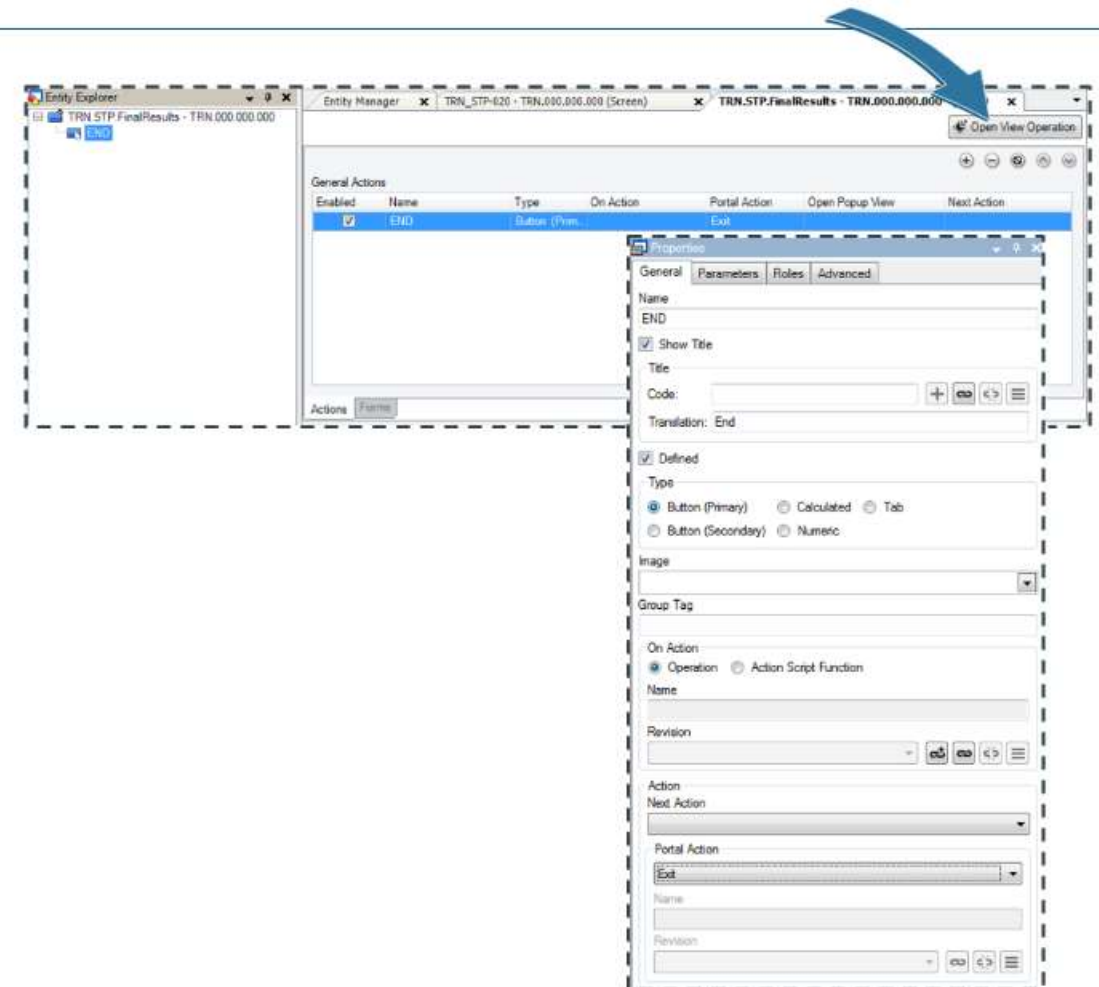 Entity Explorer
TRN.STP.FinalResults - TRN.000.000.000
END
Entity Manager
TRN_STP-020 - TRN.000.000.000 (Screen)
TRN.STP.FinalResults - TRN.000.000.000
Open View Operation
General Actions
Enabled Name Type On Action Portal Action Open Popup View Next Action
END Button (Prim... Exit
Actions Forms
Properties
General Parameters Roles Advanced
Name
END
Show Title
Title
Code:
Translation: End
Defined
Type
Button (Primary) Calculated Tab
Button (Secondary) Numeric
Image
Group Tag
On Action
Operation Action Script Function
Name
Revision
Action
Next Action
Portal Action
Exit
Name
Revision